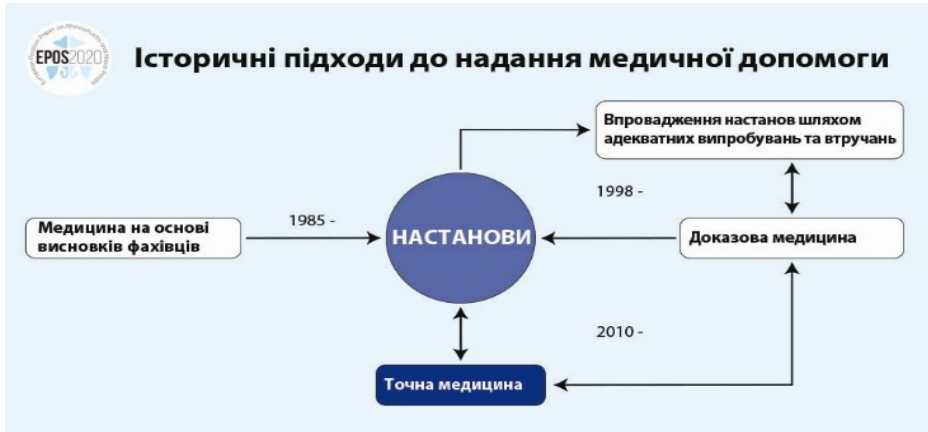 EPOS2020
Історичні підходи до надання медичної допомоги
Впровадження настанов шляхом
адекватних випробувань та втручань
1998 -
1985 -
Медицина на основі
висновків фахівців
НАСТАНОВИ
Доказова медицина
2010 -
Точна медицина